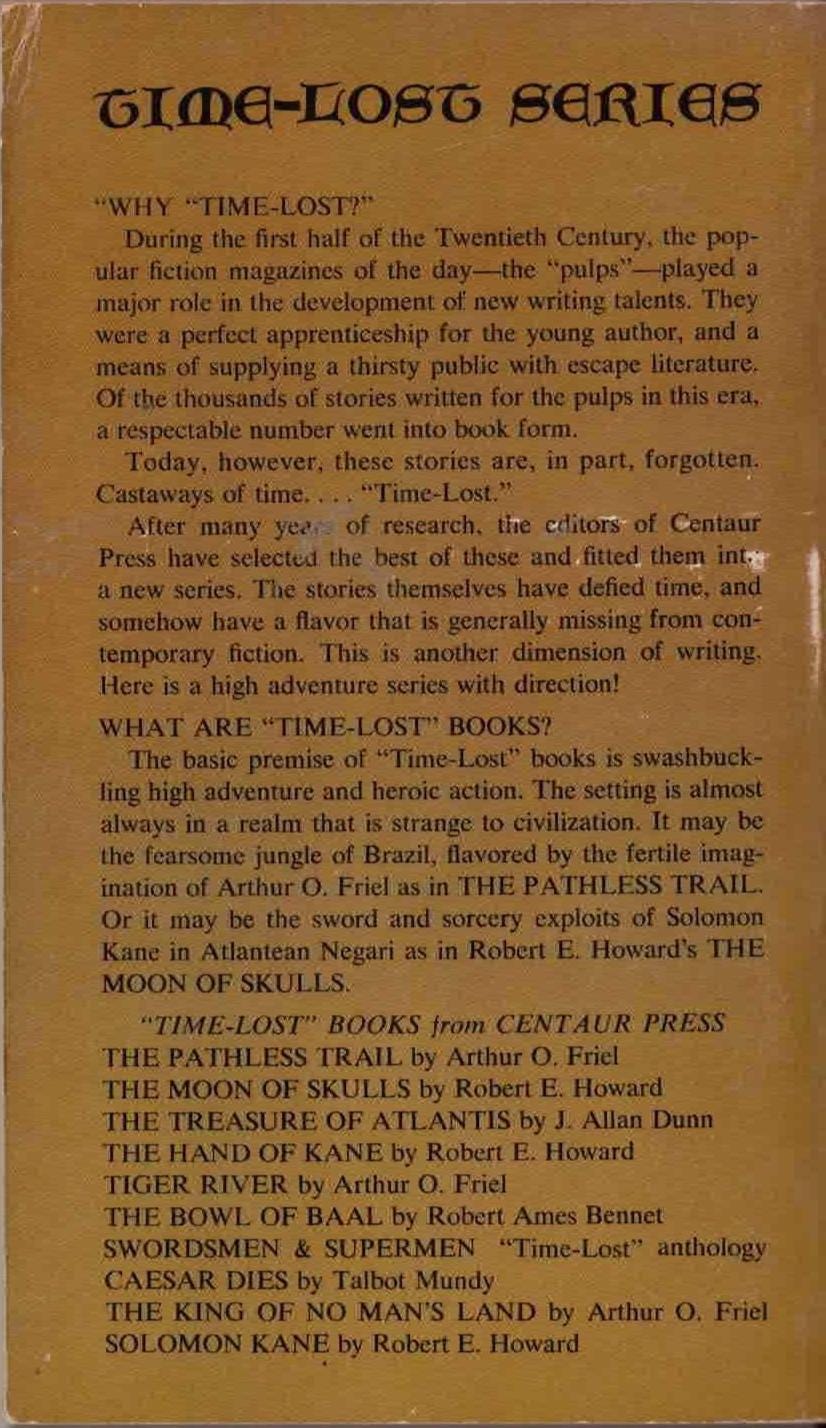 TIME-LOST SERIES
"WHY "TIME-LOST?"
During the first half of the Twentieth Century, the pop-
ular fiction magazines of the day—the "pulps"—played a
major role in the development of new writing talents. They
were a perfect apprenticeship for the young author, and a
means of supplying a thirsty public with escape literature.
Of the thousands of stories written for the pulps in this era,
a respectable number went into book form.
Today, however, these stories are, in part, forgotten.
Castaways of time. . . . "Time-Lost."
After many of research, the editors of Centaur
Press have selected the best of these and fitted them
a new series. The stories themselves have defied time, and
somehow have a flavor that is generally missing from con-
temporary fiction. This is another dimension of writing.
Here is a high adventure series with direction!
WHAT ARE "TIME-LOST" BOOKS?
The basic premise of "Time-Lost" books is swashbuck-
ling high adventure and heroic action. The setting is almost
always in a realm that is strange to civilization. It may be
the fearsome jungle of Brazil, flavored by the fertile imag-
ination of Arthur O. Friel as in THE PATHLESS TRAIL.
Or it may be the sword and sorcery exploits of Solomon
Kane in Atlantean Negari as in Robert E. Howard's THE
MOON OF SKULLS.
"TIME-LOST" BOOKS from CENTAUR PRESS
THE PATHLESS TRAIL by Arthur O. Friel
THE MOON OF SKULLS by Robert E. Howard
THE TREASURE OF ATLANTIS by J. Allan Dunn
THE HAND OF KANE by Robert E. Howard
TIGER RIVER by Arthur O. Friel
THE BOWL OF BAAL by Robert Ames Bennet
SWORDSMEN & SUPERMEN "Time-Lost" anthology
CAESAR DIES by Talbot Mundy
THE KING OF NO MAN'S LAND by Arthur O. Friel
SOLOMON KANE by Robert E. Howard